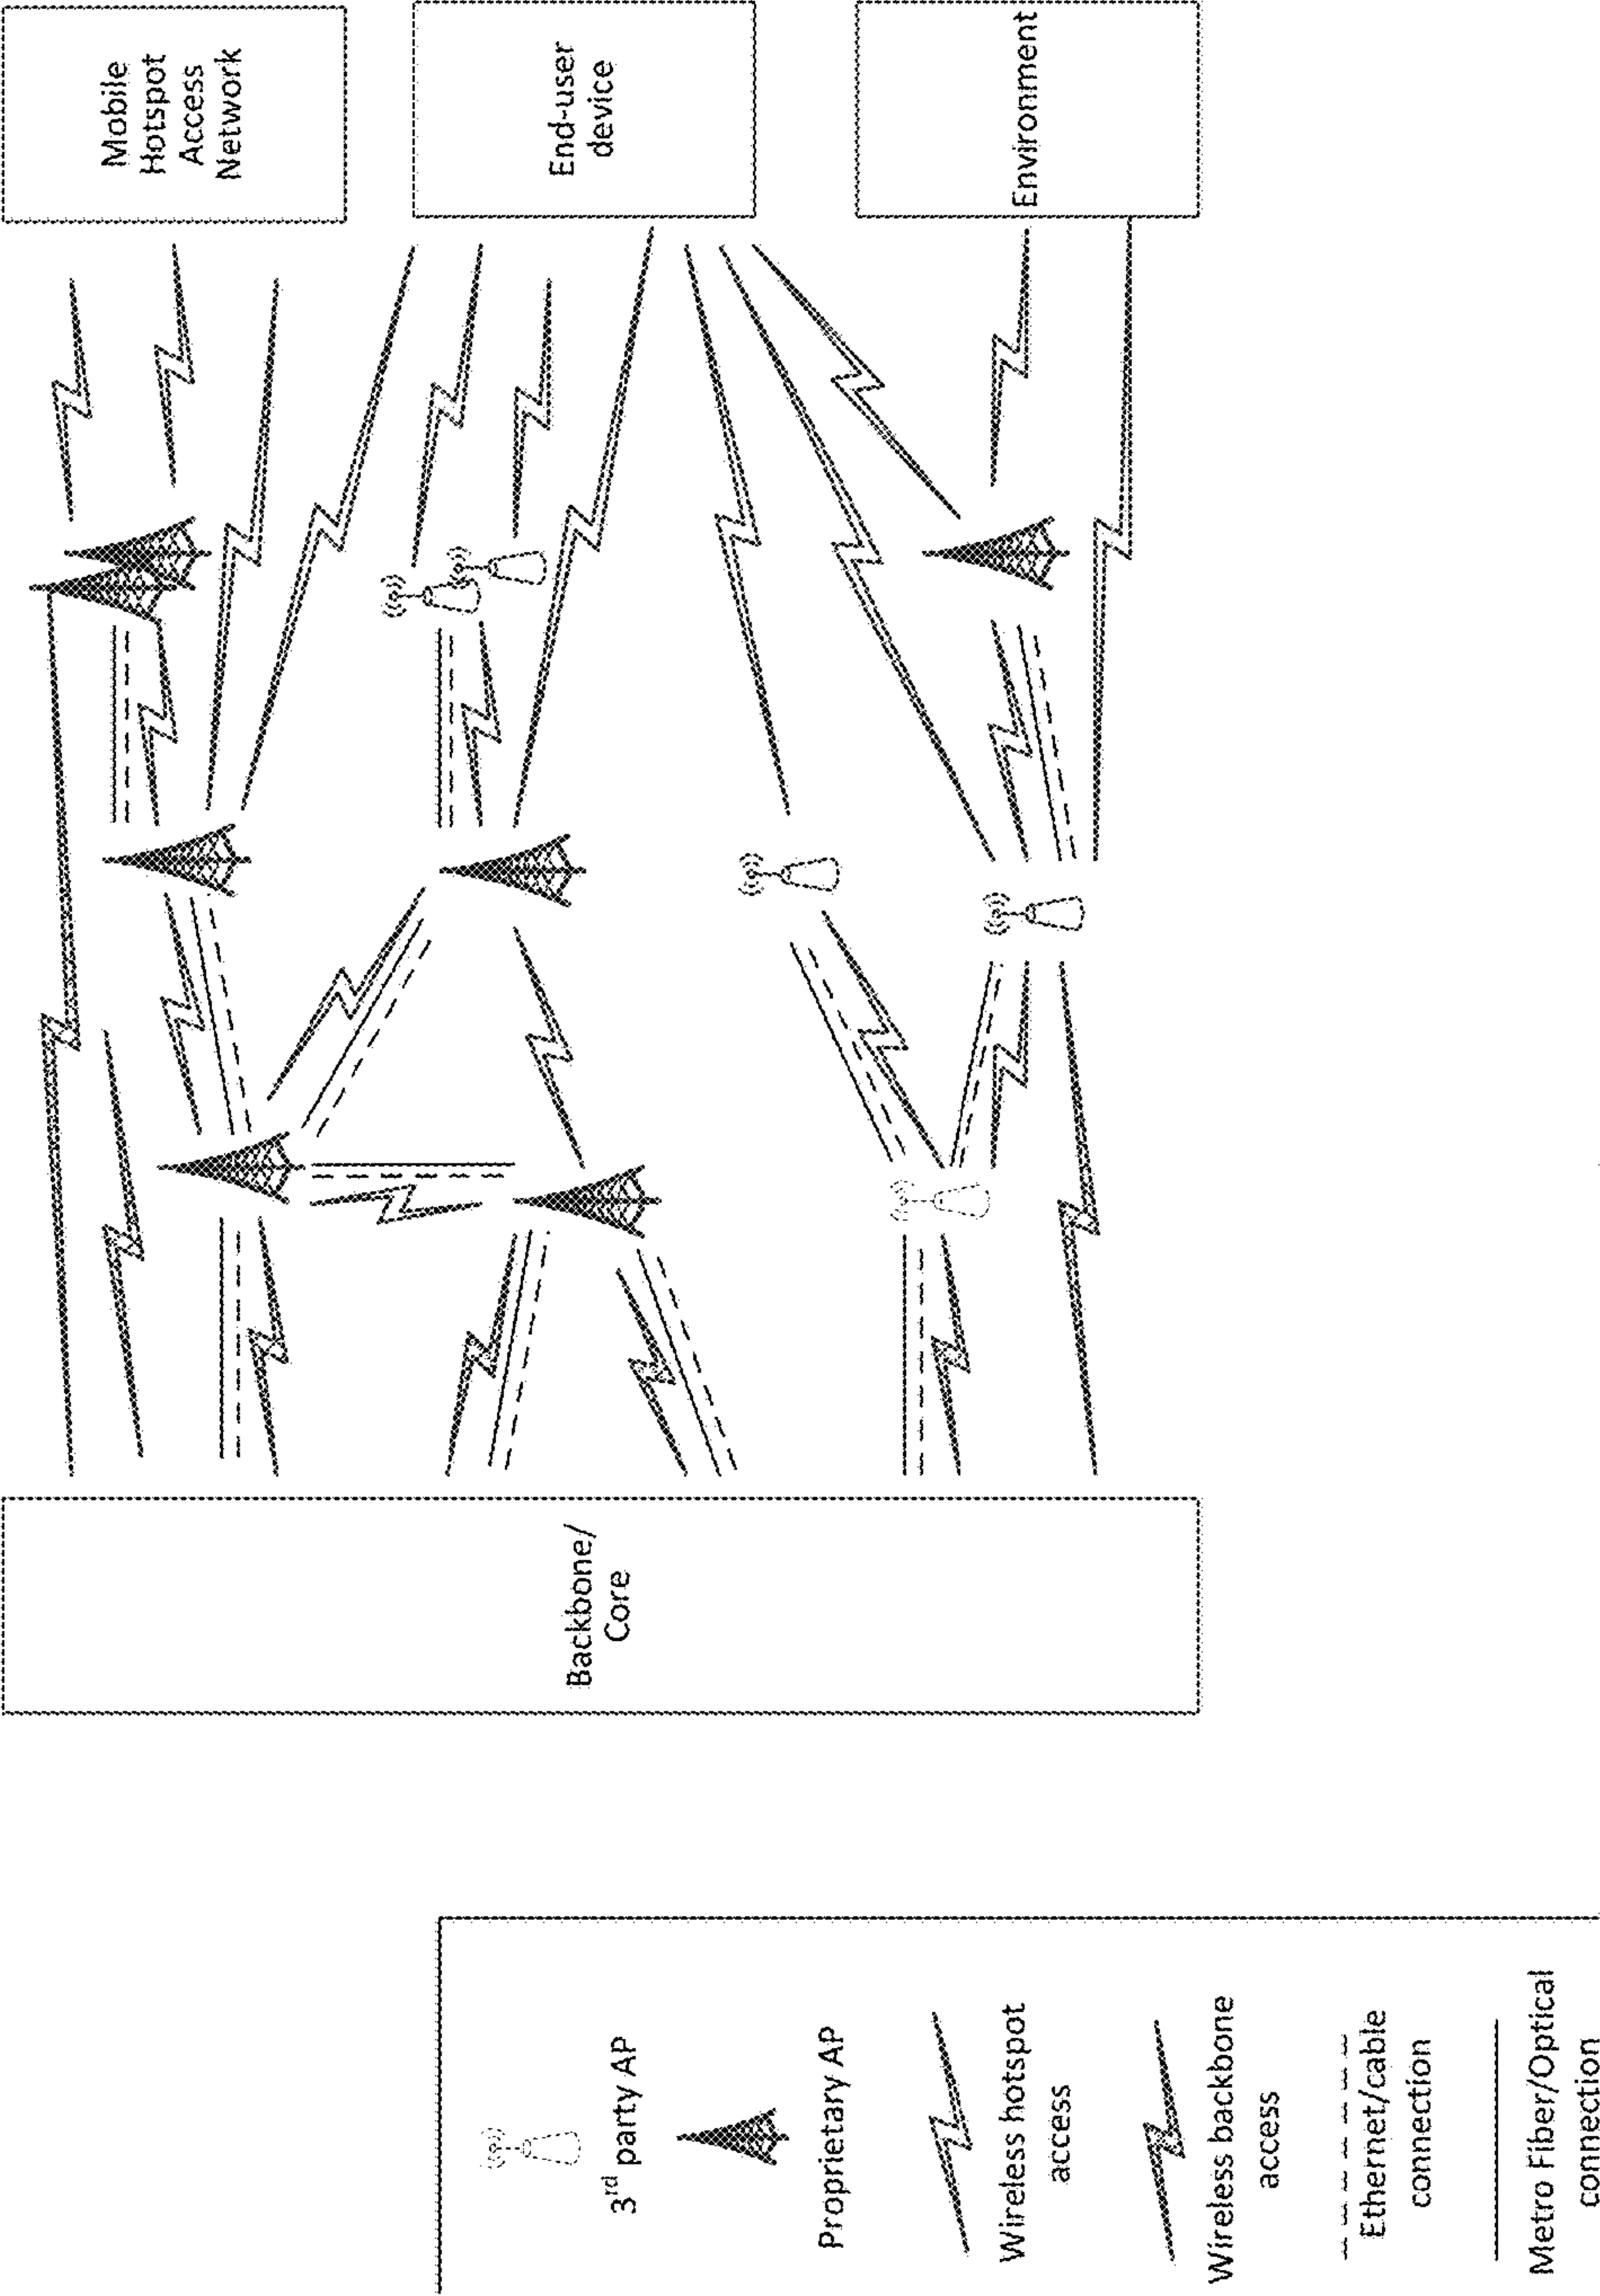 Mobile
Hotspot
Access
Network
End-user
device
Environment
Backbone/
Core
3rd party AP
Proprietary AP
Wireless hotspot
access
Wireless backbone
access
Ethernet/cable
connection
Metro Fiber/Optical
connection